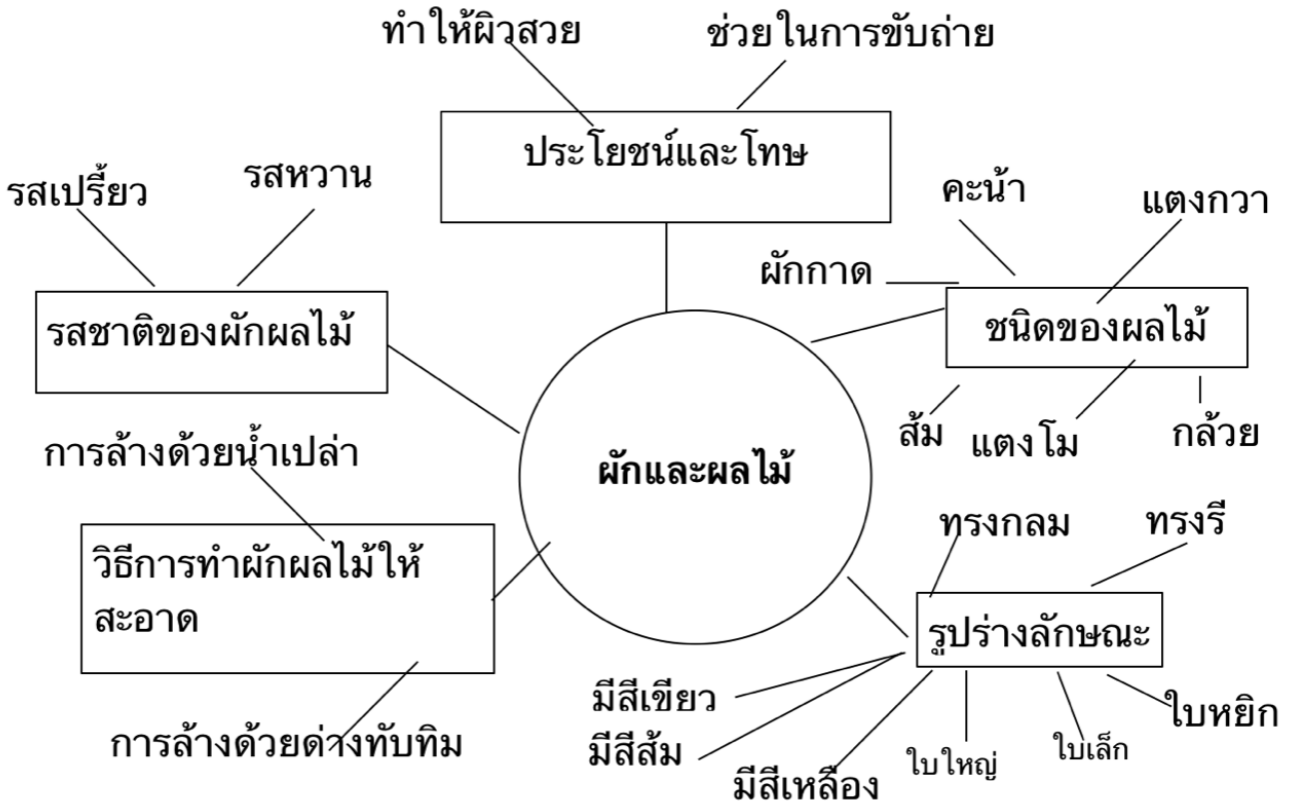 ทำให้ผิวสวย
ช่วยในการขับถ่าย
ประโยชน์และโทษ
รสเปรี้ยว
รสหวาน
รสชาติของผักผลไม้
คะน้า
แตงกวา
ผักกาด
ชนิดของผลไม้
ส้ม
แตงโม
กล้วย
ผักและผลไม้
การล้างด้วยน้ำเปล่า
วิธีการทำผักผลไม้ให้
สะอาด
การล้างด้วยด่างทับทิม
ทรงกลม
ทรงรี
รูปร่างลักษณะ
มีสีเขียว
มีสีส้ม
มีสีเหลือง
ใบใหญ่
ใบเล็ก
ใบหยิก